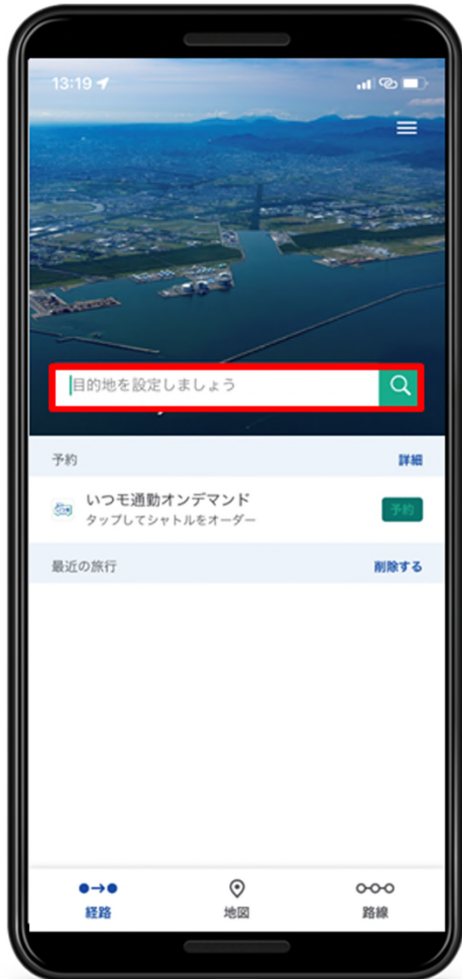 13:19
目的地を設定しましょう
予約 詳細
いつモ通勤オンデマンド
タップしてシャトルをオーダー
予約
最近の旅行 削除する
経路 地図 路線